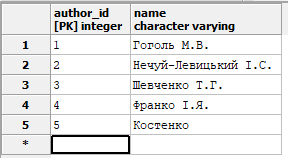 author_id name
[PK] integer character varying
1 1 Гоголь М.В.
2 2 Нечуй-Левицький І.С.
3 3 Шевченко Т.Г.
4 4 Франко І.Я.
5 5 Костенко
*